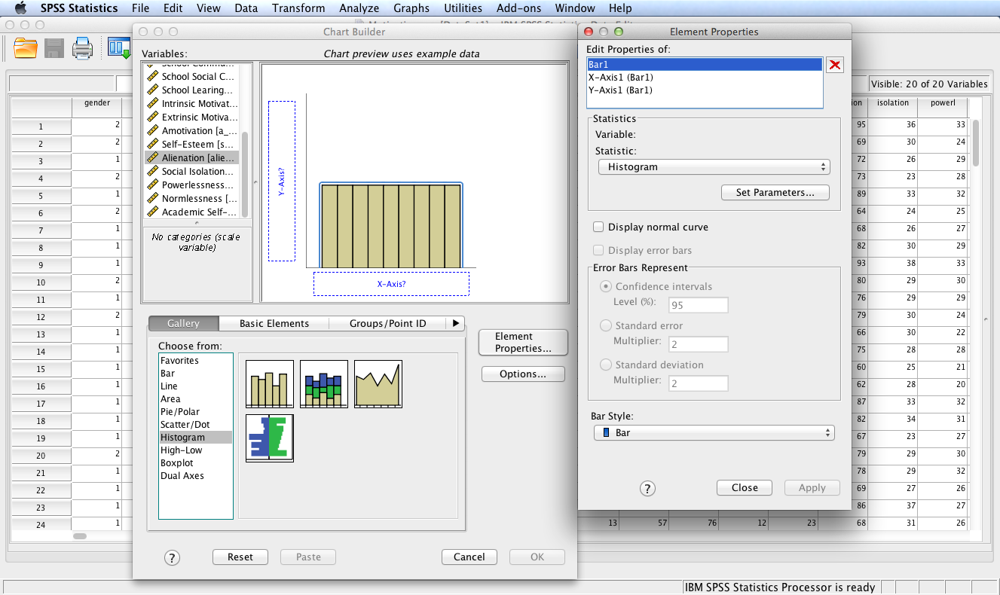 SPSS Statistics File Edit View Data Transform Analyze Graphs Utilities Add-ons Window Help
Chart Builder
Variables:
Chart preview uses example data
School Social C...
School Learing...
Intrinsic Motivat...
Extrinsic Motiva...
Amotivation [a_...
Self-Esteem [s...
Alienation [alie...
Social Isolation...
Powerlessness...
Normlessness [...
Academic Self-...
No categories (scale
variable)
Y-Axis?
X-Axis?
Gallery Basic Elements Groups/Point ID
Choose from:
Favorites
Bar
Line
Area
Pie/Polar
Scatter/Dot
Histogram
High-Low
Boxplot
Dual Axes
Element
Properties...
Options...
?
Reset
Paste
Cancel
OK
Element Properties
Edit Properties of:
Bar1
X-Axis1 (Bar1)
Y-Axis1 (Bar1)
Statistics
Variable:
Statistic:
Histogram
Set Parameters...
Display normal curve
Display error bars
Error Bars Represent
Confidence intervals
Level (%): 95
Standard error
Multiplier: 2
Standard deviation
Multiplier: 2
Bar Style:
Bar
?
Close
Apply
Visible: 20 of 20 Variables
gender ion isolation powerl
1 2 95 36 33
2 2 69 30 24
3 1 72 26 29
4 2 73 23 28
5 1 89 33 32
6 2 64 24 25
7 1 68 26 27
8 1 82 30 29
9 1 93 38 33
10 2 80 29 30
11 1 76 29 29
12 2 79 30 24
13 1 66 30 22
14 1 75 28 28
15 1 60 25 21
16 1 62 28 20
17 1 87 33 32
18 1 82 34 31
19 1 67 23 27
20 2 79 29 30
21 1 78 29 32
22 1 69 27 26
23 1 86 37 27
24 1 13 57 76 12 23 68 31 26
IBM SPSS Statistics Processor is ready